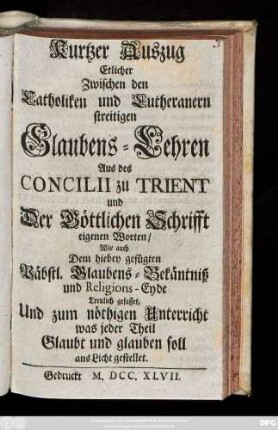 Kurtzer Auszug
Etlicher
Zwischen den
Catholiken und Lutheranern
streitigen
Glaubens-Lehren
Aus des
CONCILII zu TRIENT
und
Der Göttlichen Schrifft
eigenen Worten/
Wie auch
Dem hiebey gefügten
Päbstl. Glaubens-Bekäntniß
und Religions-Eyde
Treulich gefasset,
Und zum nöthigen Unterricht
was jeder Theil
Glaubt und glauben soll
ans Licht gestellet.
Gedruckt M. DCC. XLVII.